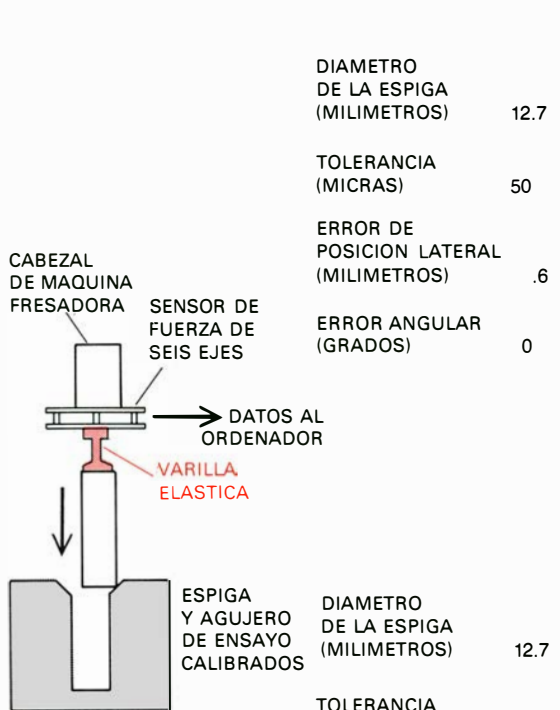 DIAMETRO
DE LA ESPIGA
(MILIMETROS) 12.7
TOLERANCIA
(MICRAS) 50
ERROR DE
POSICION LATERAL
(MILIMETROS) .6
ERROR ANGULAR
(GRADOS) 0
CABEZAL
DE MAQUINA
FRESADORA
SENSOR DE
FUERZA DE
SEIS EJES
DATOS AL
ORDENADOR
VARILLA
ELASTICA
ESPIGA
Y AGUJERO
DE ENSAYO
CALIBRADOS
DIAMETRO
DE LA ESPIGA
(MILIMETROS) 12.7
TOLERANCIA